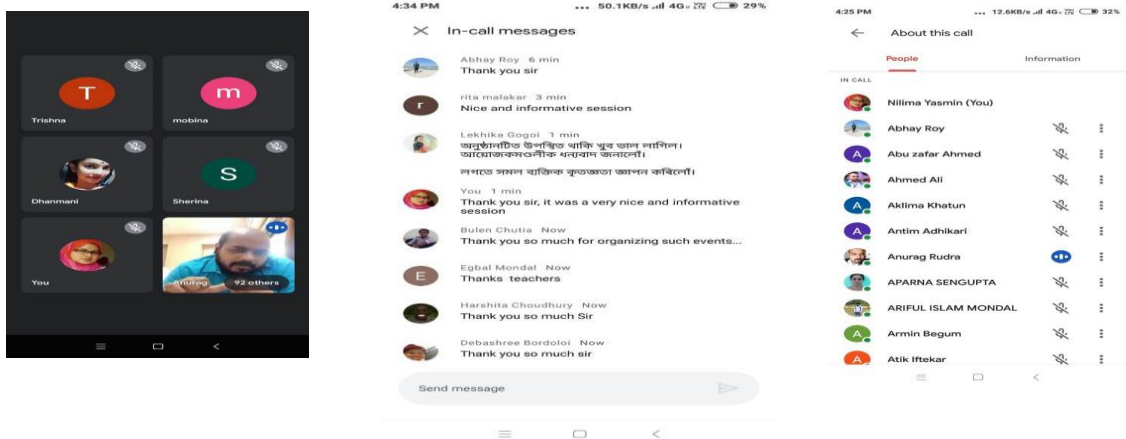 T
m
Trishna
mobina
S
Dhanmani
Sherina
You
Anurag
92 others
4:34 PM
... 50.1KB/s 4G 29%
In-call messages
Abhay Roy 6 min
Thank you sir
r
rita malakar 3 min
Nice and informative session
Lekhika Gogoi 1 min
অনুষ্ঠানটিত উপস্থিত থাকি খুব ভাল লাগিল।
আয়োজকমণ্ডলীক ধন্যবাদ জনালোঁ।
লগতে সমল ব্যক্তিক কৃতজ্ঞতা জ্ঞাপন কৰিলোঁ।
You 1 min
Thank you sir, it was a very nice and informative
session
Bulen Chutia Now
Thank you so much for organizing such events...
E
Egbal Mondal Now
Thanks teachers
Harshita Choudhury Now
Thank you so much Sir
Debashree Bordoloi Now
Thank you so much sir
Send message
4:25 PM
... 12.6KB/s 4G 32%
About this call
People
Information
IN CALL
Nilima Yasmin (You)
Abhay Roy
A
Abu zafar Ahmed
Ahmed Ali
A
Aklima Khatun
A
Antim Adhikari
Anurag Rudra
APARNA SENGUPTA
ARIFUL ISLAM MONDAL
A
Armin Begum
A
Atik Iftekar